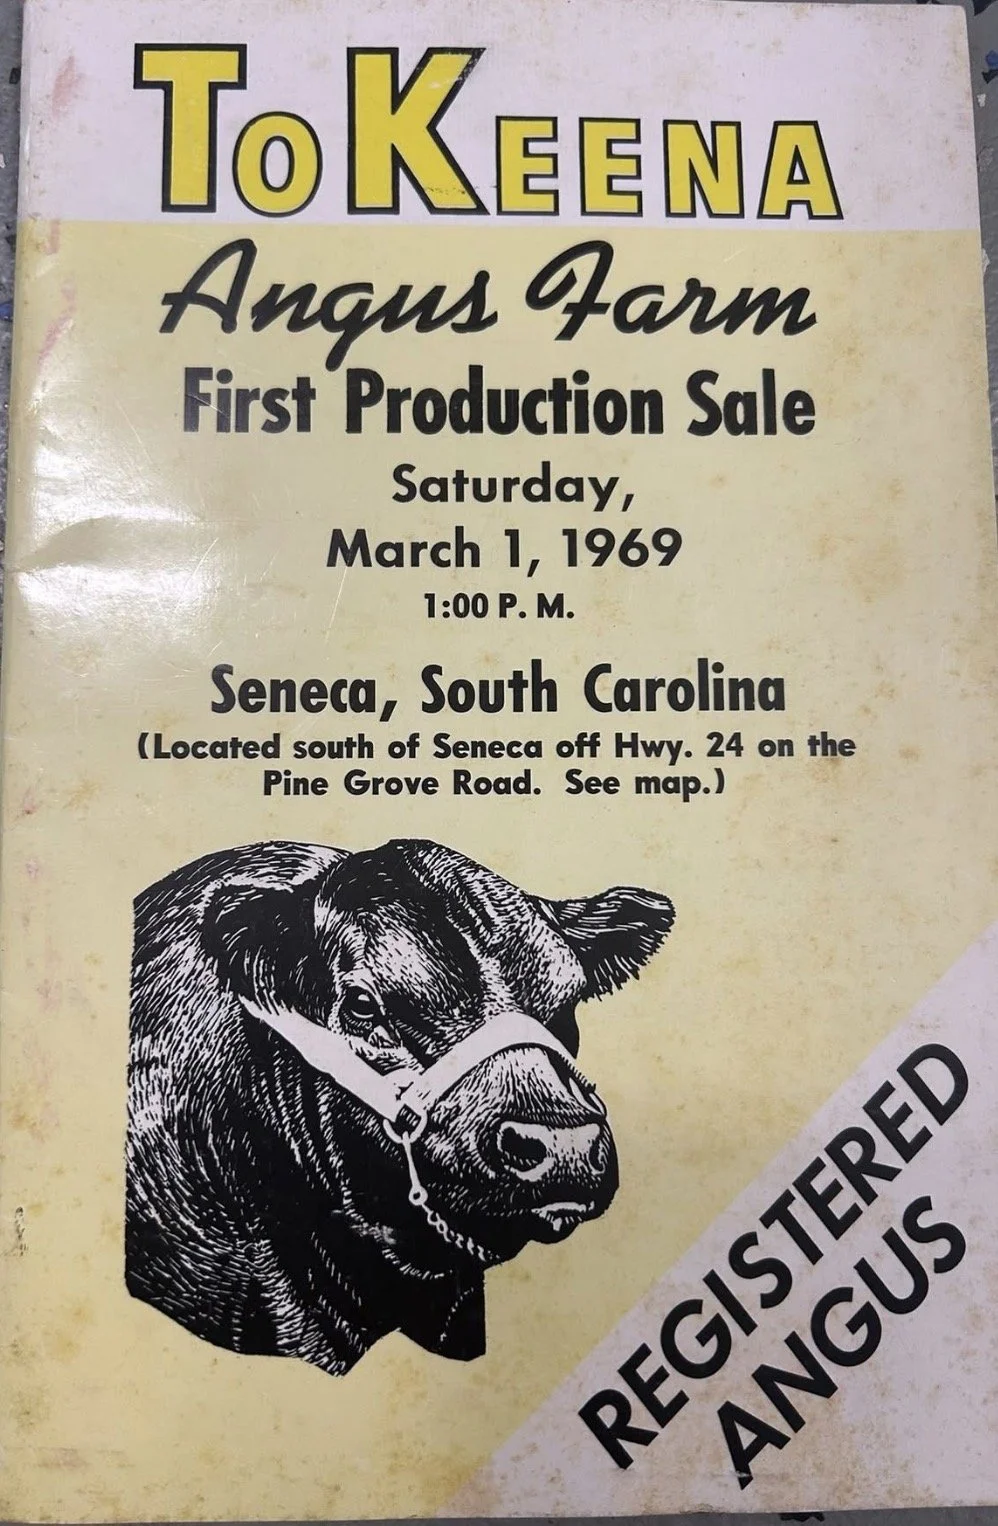 ToKEENA
Angus Farm
First Production Sale
Saturday,
March 1, 1969
1:00 P. M.
Seneca, South Carolina
(Located south of Seneca off Hwy. 24 on the
Pine Grove Road. See map.)
REGISTERED
ANGUS